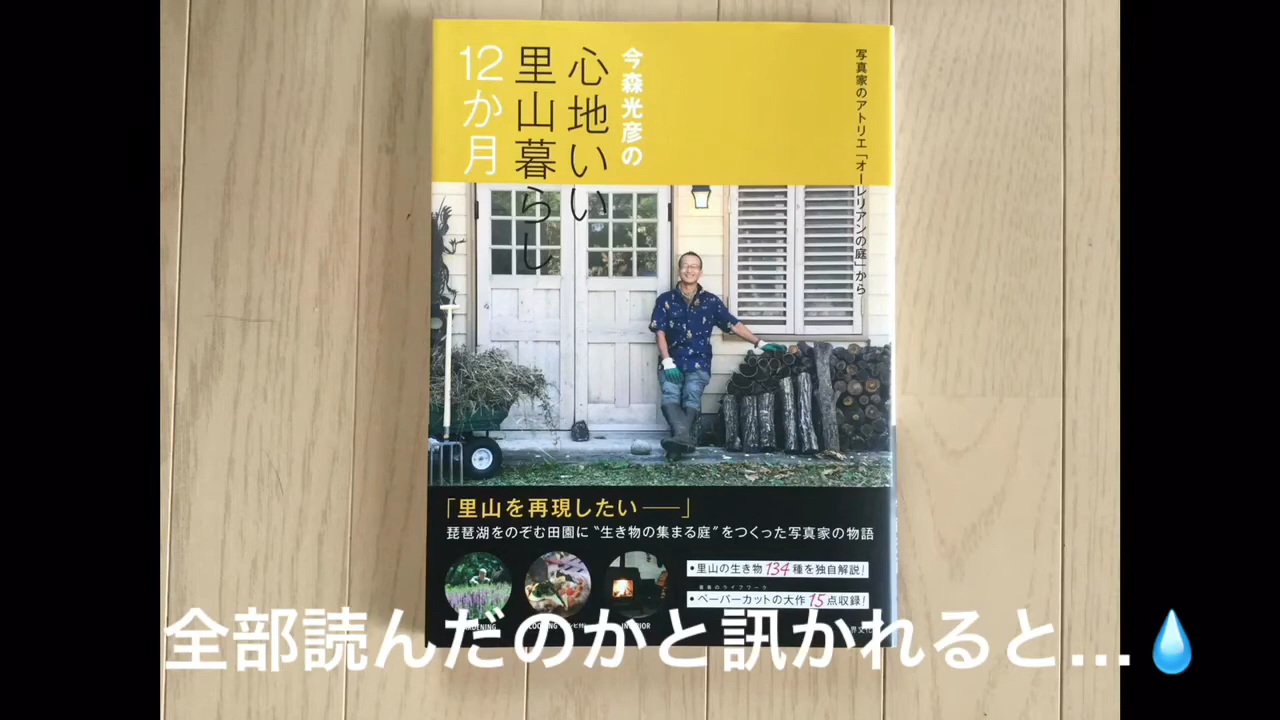 写真家のアトリエ「オーレリアンの庭」から
今森光彦の
心地いい
里山暮らし
12か月
「里山を再現したい――」
琵琶湖をのぞむ田園に“生き物の集まる庭”をつくった写真家の物語
・里山の生き物134種を独自解説!
・ペーパーカットの大作15点収録!
全部読んだのかと訊かれると…💧